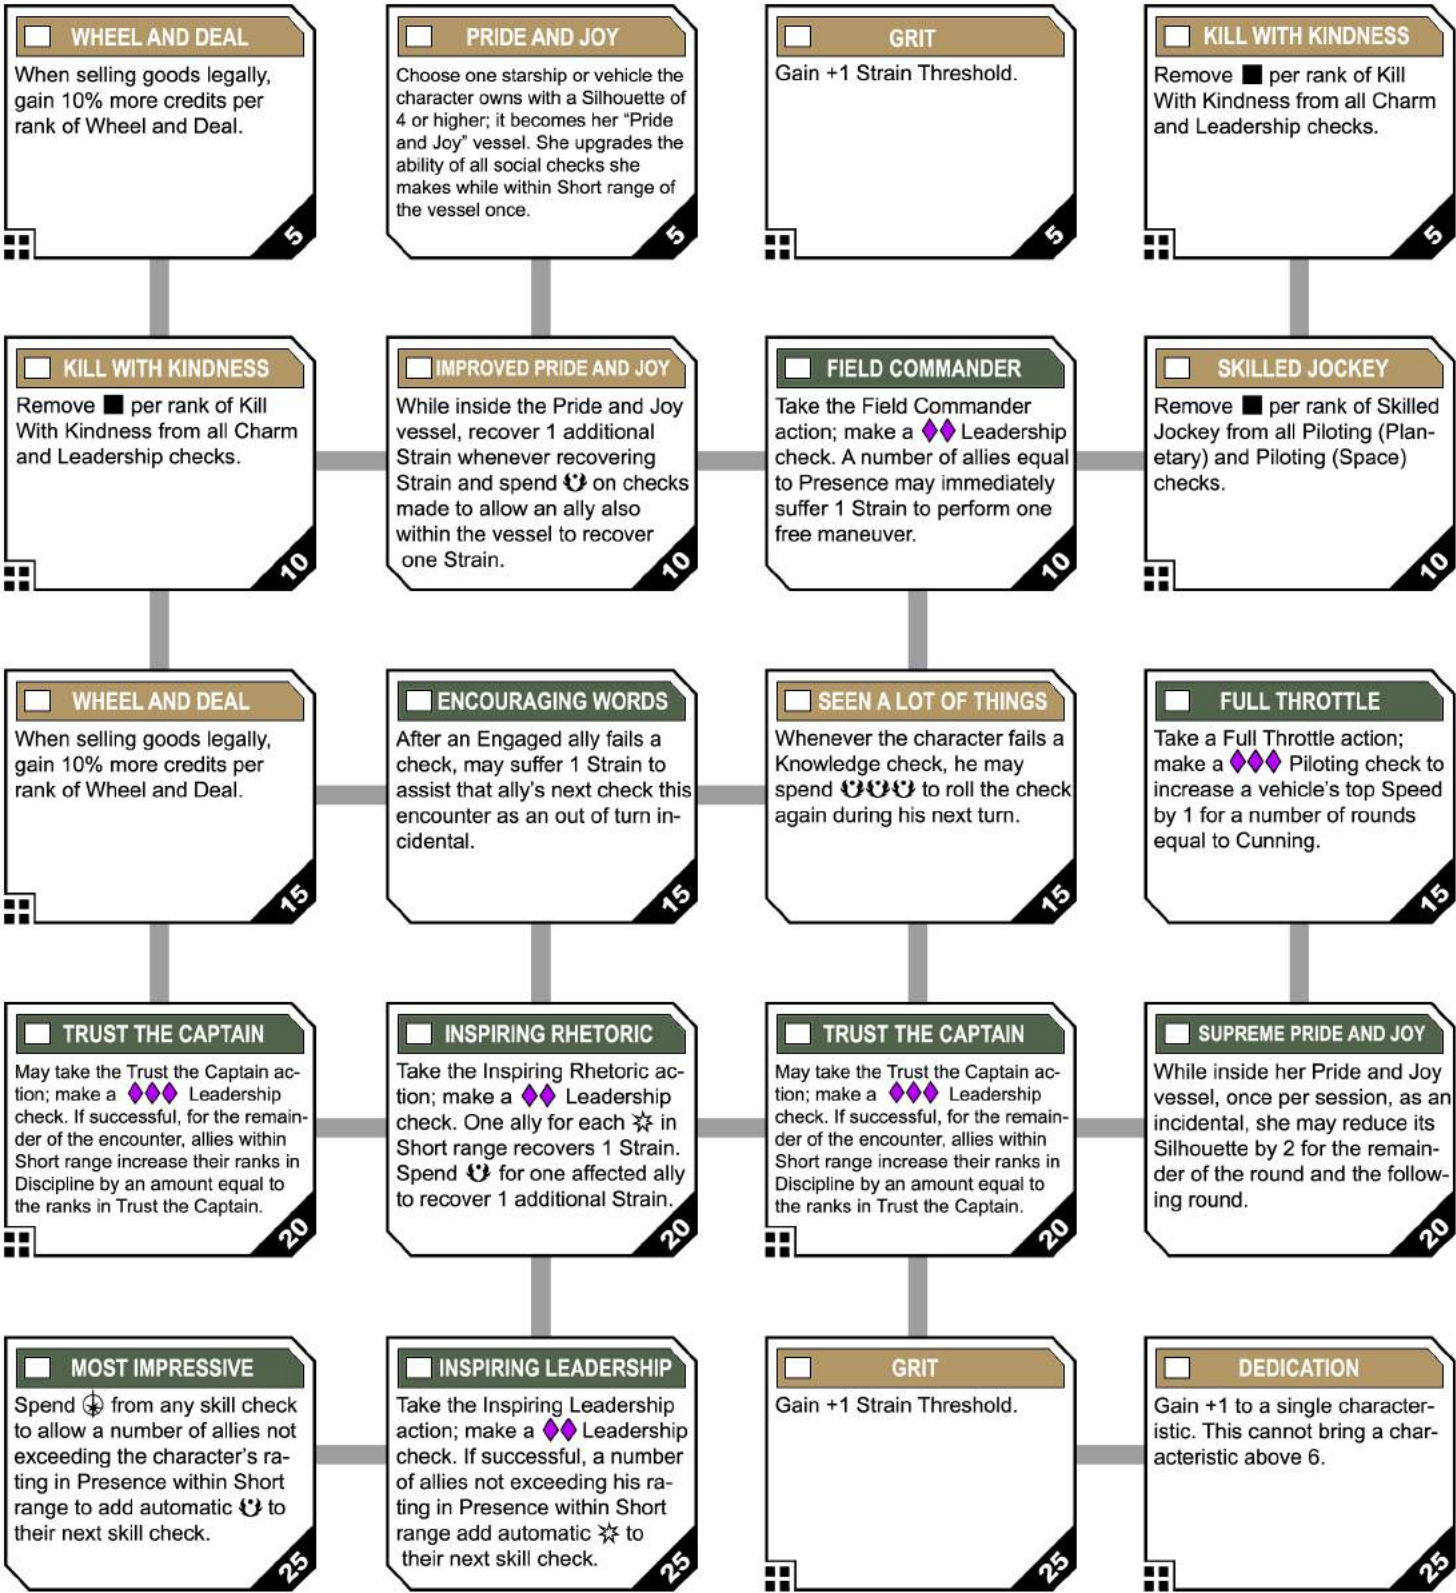 WHEEL AND DEAL
When selling goods legally,
gain 10% more credits per
rank of Wheel and Deal.
5
PRIDE AND JOY
Choose one starship or vehicle the
character owns with a Silhouette of
4 or higher; it becomes her “Pride
and Joy” vessel. She upgrades the
ability of all social checks she
makes while within Short range of
the vessel once.
5
GRIT
Gain +1 Strain Threshold.
5
KILL WITH KINDNESS
Remove ■ per rank of Kill
With Kindness from all Charm
and Leadership checks.
5
KILL WITH KINDNESS
Remove ■ per rank of Kill
With Kindness from all Charm
and Leadership checks.
10
IMPROVED PRIDE AND JOY
While inside the Pride and Joy
vessel, recover 1 additional
Strain whenever recovering
Strain and spend on checks
made to allow an ally also
within the vessel to recover
one Strain.
10
FIELD COMMANDER
Take the Field Commander
action; make a ♦♦ Leadership
check. A number of allies equal
to Presence may immediately
suffer 1 Strain to perform one
free maneuver.
10
SKILLED JOCKEY
Remove ■ per rank of Skilled
Jockey from all Piloting (Plan-
etary) and Piloting (Space)
checks.
10
WHEEL AND DEAL
When selling goods legally,
gain 10% more credits per
rank of Wheel and Deal.
15
ENCOURAGING WORDS
After an Engaged ally fails a
check, may suffer 1 Strain to
assist that ally’s next check this
encounter as an out of turn in-
cidental.
15
SEEN A LOT OF THINGS
Whenever the character fails a
Knowledge check, he may
spend to roll the check
again during his next turn.
15
FULL THROTTLE
Take a Full Throttle action;
make a ♦♦♦ Piloting check to
increase a vehicle’s top Speed
by 1 for a number of rounds
equal to Cunning.
15
TRUST THE CAPTAIN
May take the Trust the Captain ac-
tion; make a ♦♦♦ Leadership
check. If successful, for the remain-
der of the encounter, allies within
Short range increase their ranks in
Discipline by an amount equal to
the ranks in Trust the Captain.
20
INSPIRING RHETORIC
Take the Inspiring Rhetoric ac-
tion; make a ♦♦ Leadership
check. One ally for each in
Short range recovers 1 Strain.
Spend for one affected ally
to recover 1 additional Strain.
20
TRUST THE CAPTAIN
May take the Trust the Captain ac-
tion; make a ♦♦♦ Leadership
check. If successful, for the remain-
der of the encounter, allies within
Short range increase their ranks in
Discipline by an amount equal to
the ranks in Trust the Captain.
20
SUPREME PRIDE AND JOY
While inside her Pride and Joy
vessel, once per session, as an
incidental, she may reduce its
Silhouette by 2 for the remain-
der of the round and the follow-
ing round.
20
MOST IMPRESSIVE
Spend from any skill check
to allow a number of allies not
exceeding the character’s ra-
ting in Presence within Short
range to add automatic to
their next skill check.
25
INSPIRING LEADERSHIP
Take the Inspiring Leadership
action; make a ♦♦ Leadership
check. If successful, a number
of allies not exceeding his ra-
ting in Presence within Short
range add automatic to
their next skill check.
25
GRIT
Gain +1 Strain Threshold.
25
DEDICATION
Gain +1 to a single character-
istic. This cannot bring a char-
acteristic above 6.
25